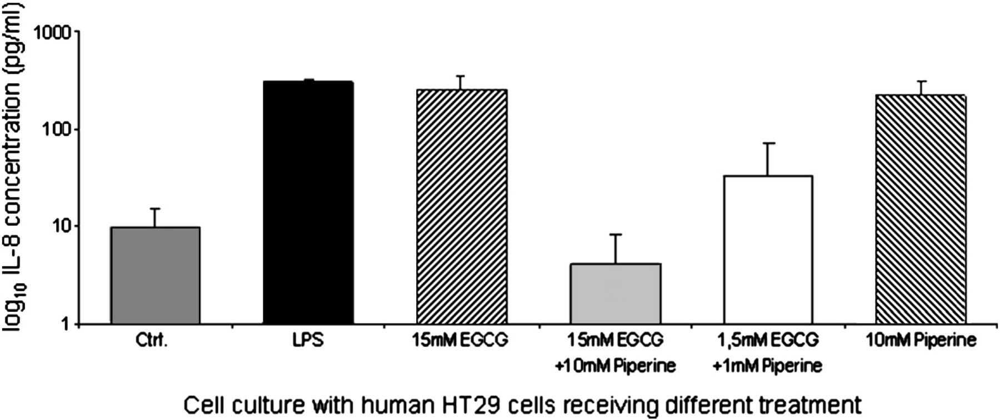 log₁₀ IL-8 concentration (pg/ml)
1000
100
10
1
Ctrf.
LPS
15mM EGCG
15mM EGCG
+10mM Piperine
1,5mM EGCG
+1mM Piperine
10mM Piperine
Cell culture with human HT29 cells receiving different treatment